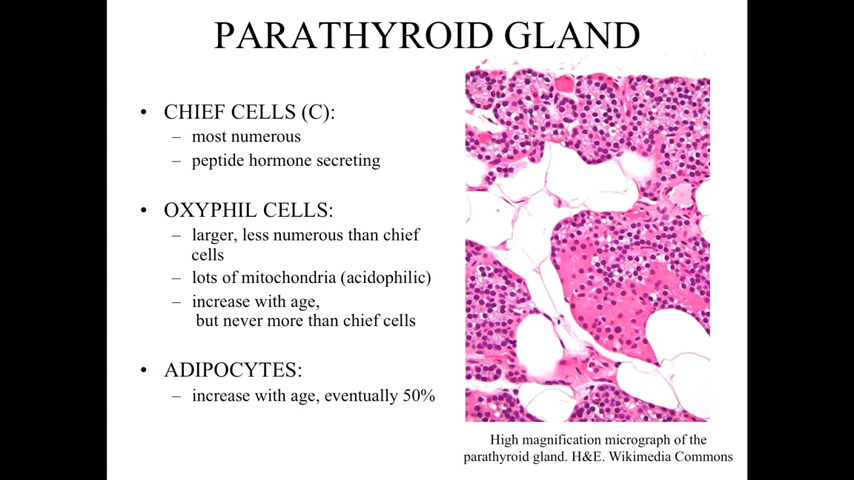 PARATHYROID GLAND
• CHIEF CELLS (C):
– most numerous
– peptide hormone secreting
• OXYPHIL CELLS:
– larger, less numerous than chief
cells
– lots of mitochondria (acidophilic)
– increase with age,
but never more than chief cells
• ADIPOCYTES:
– increase with age, eventually 50%
High magnification micrograph of the
parathyroid gland. H&E. Wikimedia Commons